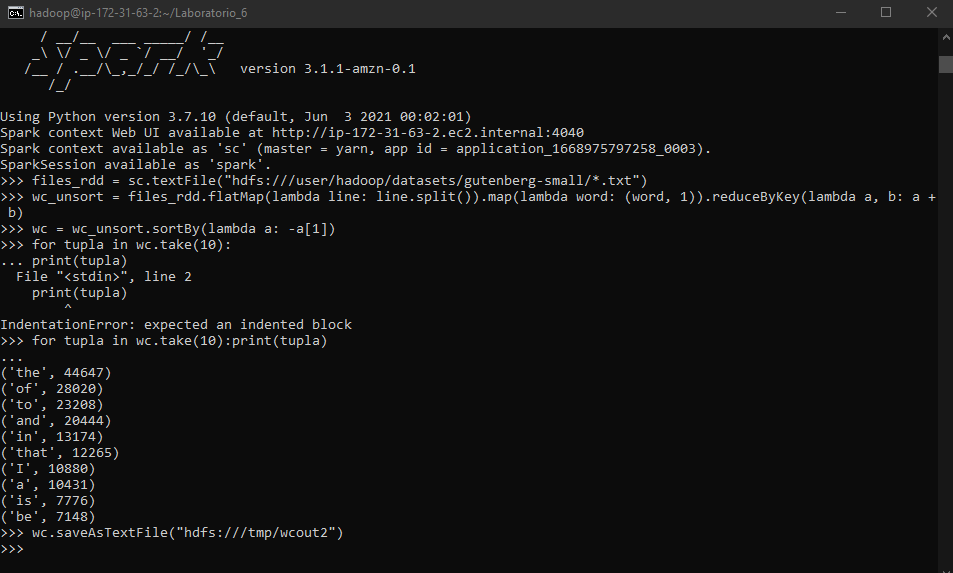 hadoop@ip-172-31-63-2:~/Laboratorio_6
    / __/__  ___ _____/ /__
    _\ \/ _ \/ _ `/ __/  '_/
   /__ / .__/\_,_/_/ /_/\_\   version 3.1.1-amzn-0.1
      /_/
Using Python version 3.7.10 (default, Jun  3 2021 00:02:01)
Spark context Web UI available at http://ip-172-31-63-2.ec2.internal:4040
Spark context available as 'sc' (master = yarn, app id = application_1668975797258_0003).
SparkSession available as 'spark'.
>>> files_rdd = sc.textFile("hdfs:///user/hadoop/datasets/gutenberg-small/*.txt")
>>> wc_unsort = files_rdd.flatMap(lambda line: line.split()).map(lambda word: (word, 1)).reduceByKey(lambda a, b: a +
 b)
>>> wc = wc_unsort.sortBy(lambda a: -a[1])
>>> for tupla in wc.take(10):
... print(tupla)
  File "<stdin>", line 2
    print(tupla)
        ^
IndentationError: expected an indented block
>>> for tupla in wc.take(10):print(tupla)
...
('the', 44647)
('of', 28020)
('to', 23208)
('and', 20444)
('in', 13174)
('that', 12265)
('I', 10880)
('a', 10431)
('is', 7776)
('be', 7148)
>>> wc.saveAsTextFile("hdfs:///tmp/wcout2")
>>>